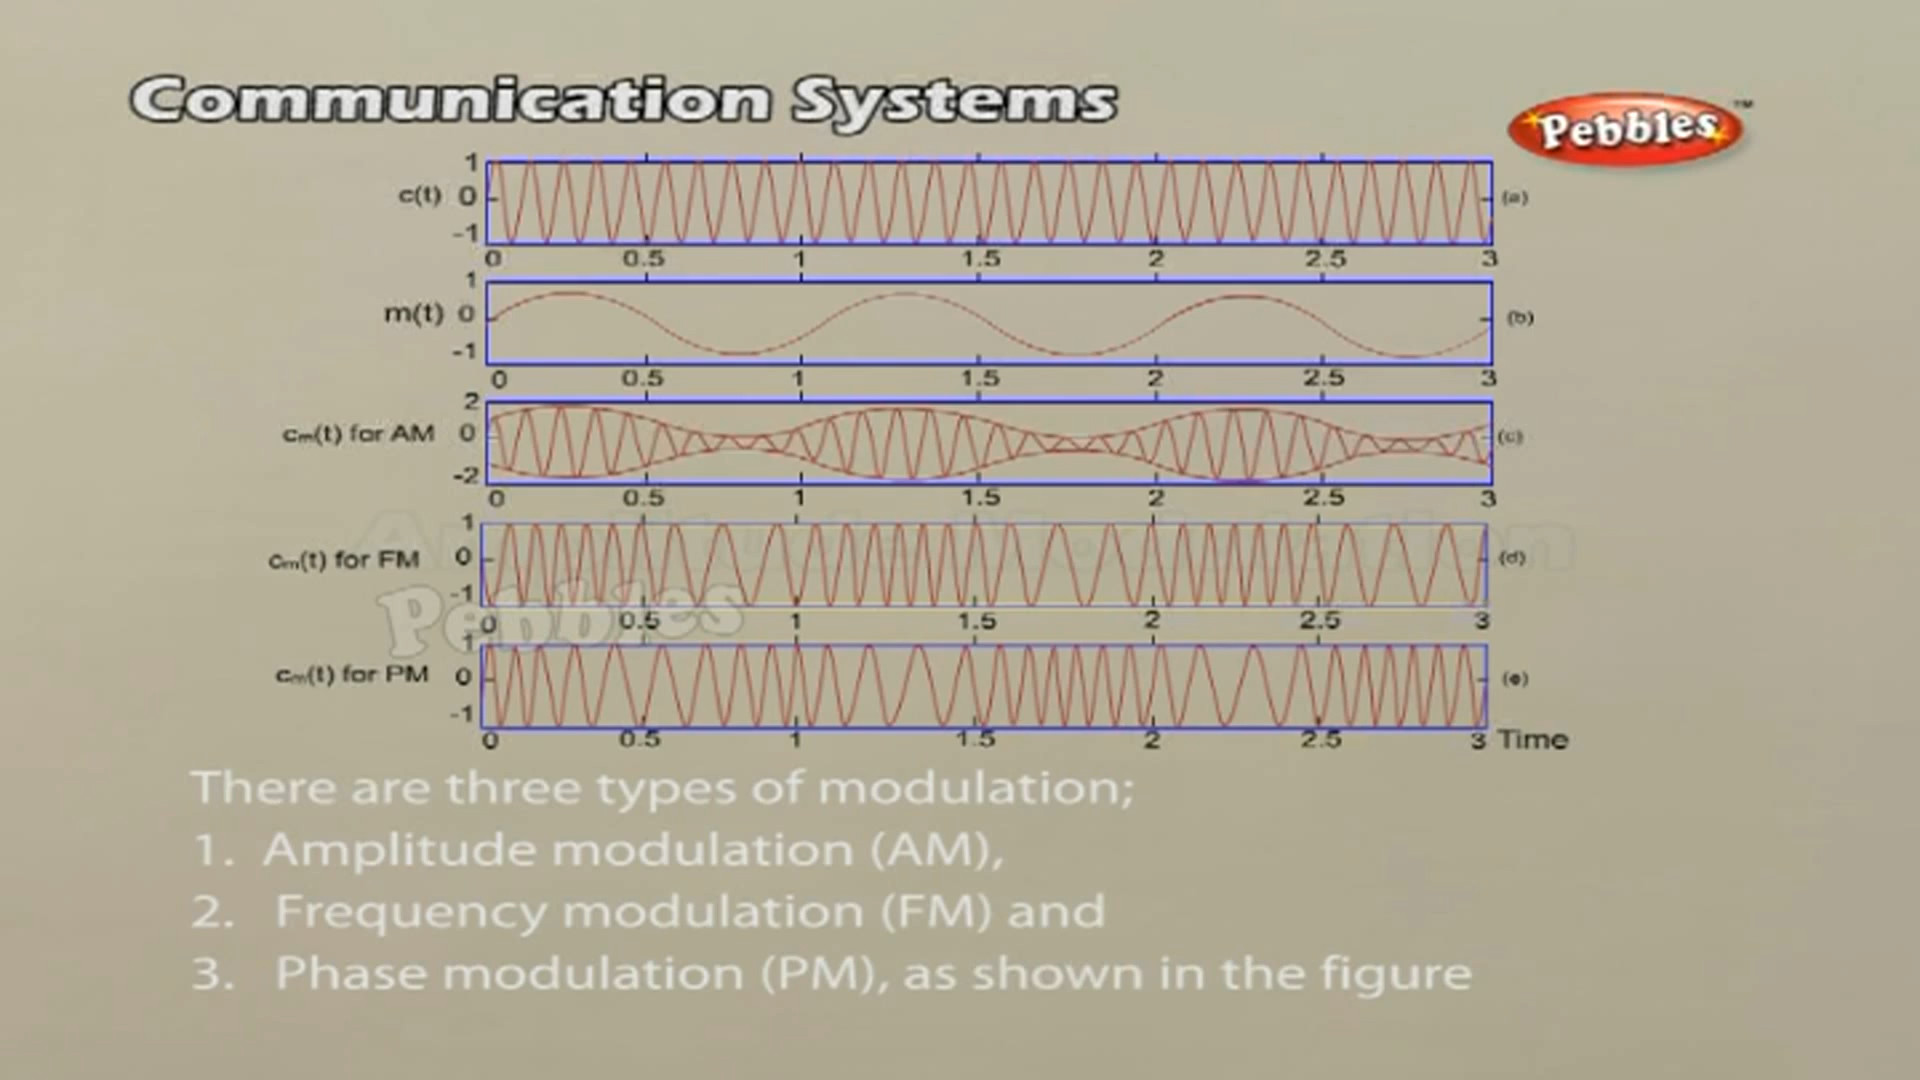 Communication Systems
Pebbles™
1
c(t) 0 (a)
-1
0 0.5 1 1.5 2 2.5 3
1
m(t) 0 (b)
-1
0 0.5 1 1.5 2 2.5 3
2
cₘ(t) for AM 0 (c)
-2
0 0.5 1 1.5 2 2.5 3
Amplitude Modulation
1
cₘ(t) for FM 0 (d)
-1
Pebbles
0 0.5 1 1.5 2 2.5 3
1
cₘ(t) for PM 0 (e)
-1
0 0.5 1 1.5 2 2.5 3 Time
There are three types of modulation;
1. Amplitude modulation (AM),
2. Frequency modulation (FM) and
3. Phase modulation (PM), as shown in the figure